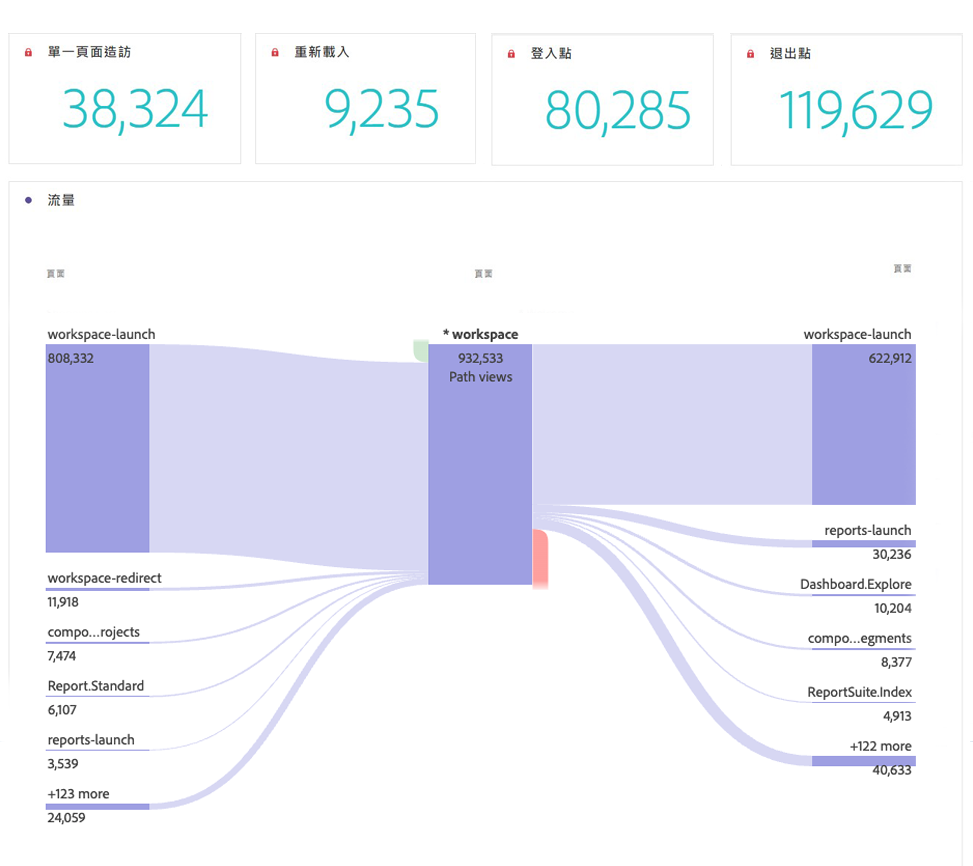 單一頁面造訪
38,324
重新載入
9,235
登入點
80,285
退出點
119,629
流量
頁面
頁面
頁面
workspace-launch
808,332
workspace-redirect
11,918
compo...rojects
7,474
Report.Standard
6,107
reports-launch
3,539
+123 more
24,059
* workspace
932,533
Path views
workspace-launch
622,912
reports-launch
30,236
Dashboard.Explore
10,204
compo...egments
8,377
ReportSuite.Index
4,913
+122 more
40,633